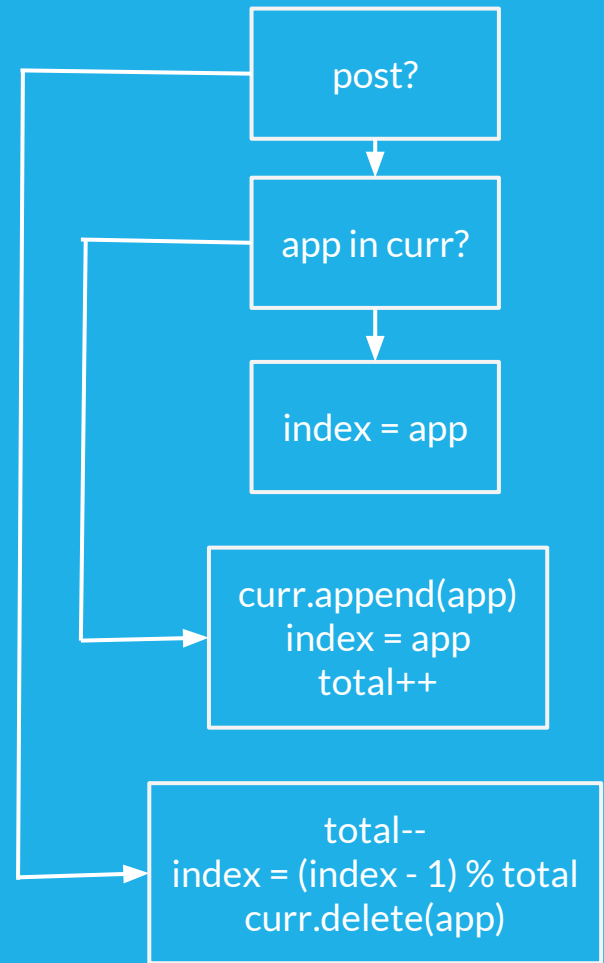 post?
app in curr?
index = app
curr.append(app)
index = app
total++
total--
index = (index - 1) % total
curr.delete(app)